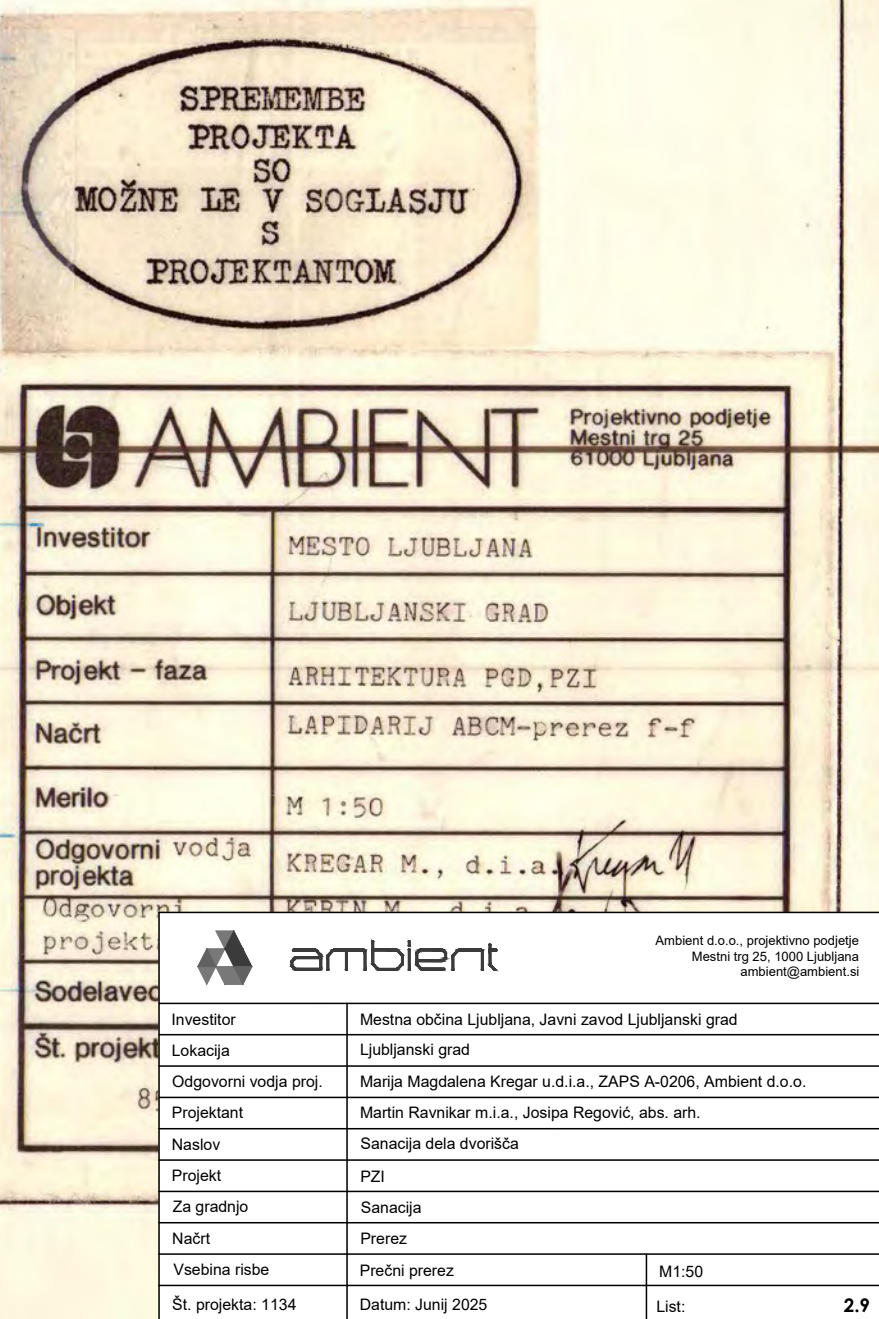 SPREMEMBE
PROJEKTA
SO
MOŽNE LE V SOGLASJU
S
PROJEKTANTOM
AMBIENT
Projektivno podjetje
Mestni trg 25
61000 Ljubljana
Investitor MESTO LJUBLJANA
Objekt LJUBLJANSKI GRAD
Projekt – faza ARHITEKTURA PGD,PZI
Načrt LAPIDARIJ ABCM-prerez f-f
Merilo M 1:50
Odgovorni vodja
projekta KREGAR M., d.i.a. Kregar M
Odgovorni KERIN M. d.i.a.
Št.
ambient
Ambient d.o.o., projektivno podjetje
Mestni trg 25, 1000 Ljubljana
ambient@ambient.si
Investitor Mestna občina Ljubljana, Javni zavod Ljubljanski grad
Lokacija Ljubljanski grad
Odgovorni vodja proj. Marija Magdalena Kregar u.d.i.a., ZAPS A-0206, Ambient d.o.o.
Projektant Martin Ravnikar m.i.a., Josipa Regović, abs. arh.
Naslov Sanacija dela dvorišča
Projekt PZI
Za gradnjo Sanacija
Načrt Prerez
Vsebina risbe Prečni prerez M1:50
Št. projekta: 1134 Datum: Junij 2025 List: 2.9